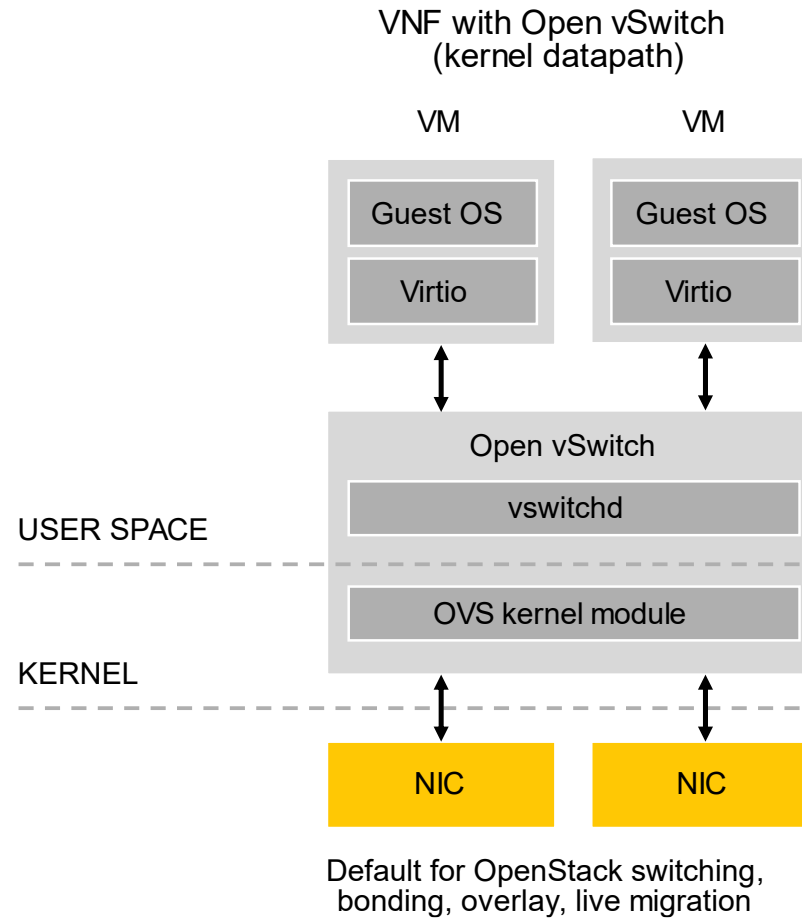 VNF with Open vSwitch
(kernel datapath)
VM
VM
Guest OS
Guest OS
Virtio
Virtio
Open vSwitch
vswitchd
USER SPACE
OVS kernel module
KERNEL
NIC
NIC
Default for OpenStack switching,
bonding, overlay, live migration